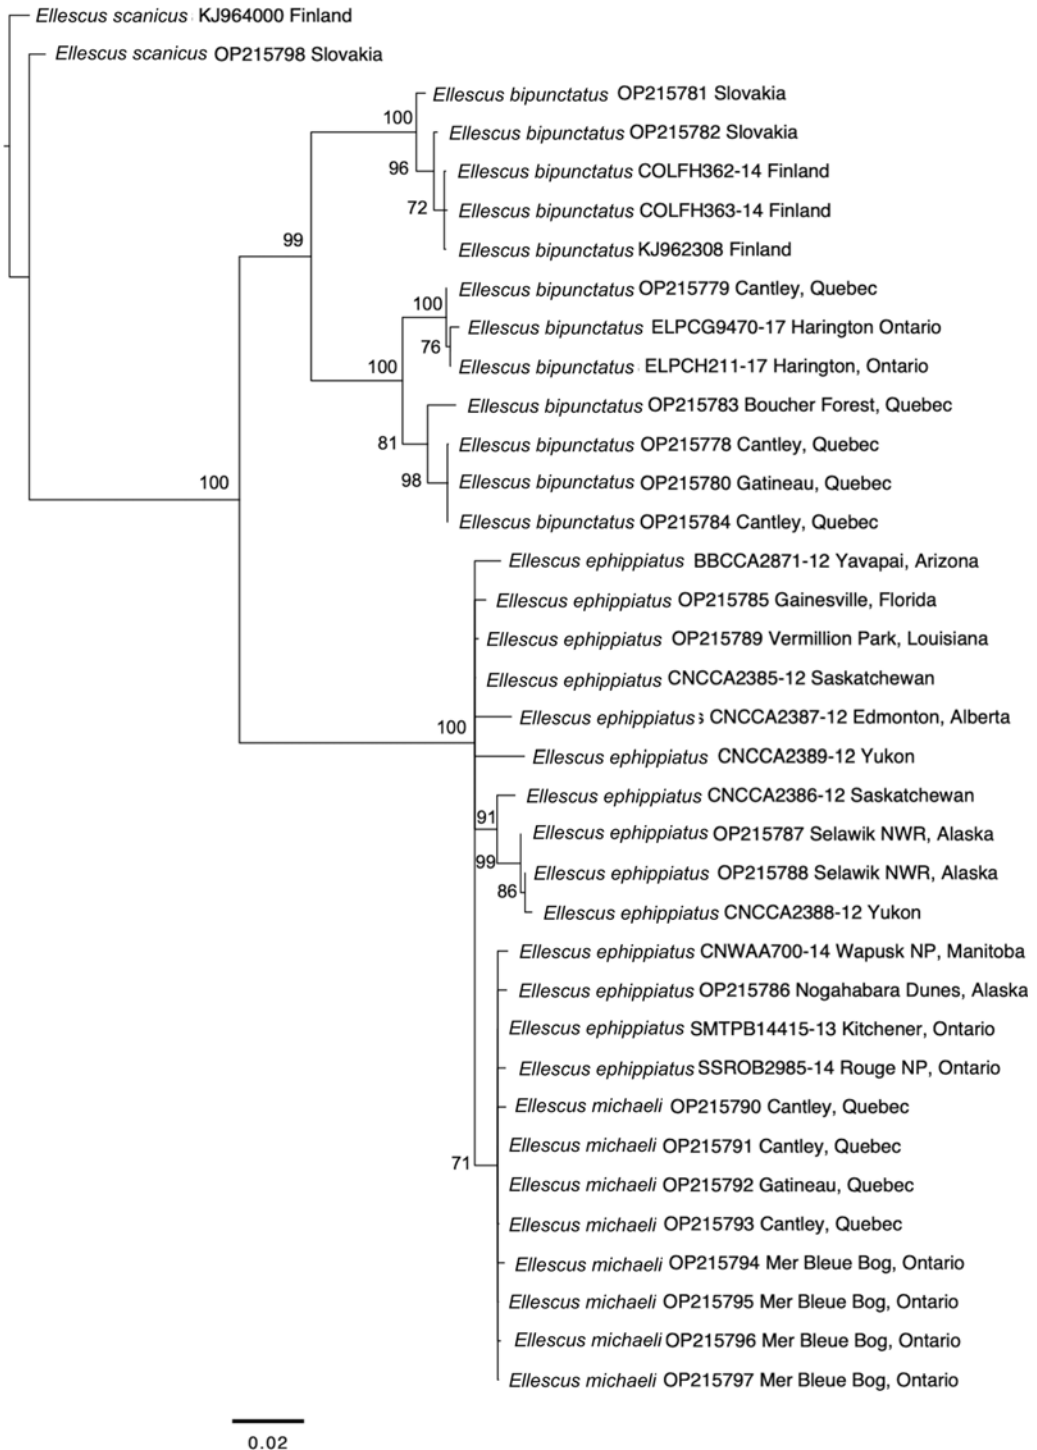 Ellescus scanicus KJ964000 Finland
Ellescus scanicus OP215798 Slovakia
Ellescus bipunctatus OP215781 Slovakia
100
Ellescus bipunctatus OP215782 Slovakia
96
Ellescus bipunctatus COLFH362-14 Finland
72
Ellescus bipunctatus COLFH363-14 Finland
99
Ellescus bipunctatus KJ962308 Finland
Ellescus bipunctatus OP215779 Cantley, Quebec
100
Ellescus bipunctatus ELPCG9470-17 Harington Ontario
76
Ellescus bipunctatus ELPCH211-17 Harington, Ontario
100
Ellescus bipunctatus OP215783 Boucher Forest, Quebec
81
Ellescus bipunctatus OP215778 Cantley, Quebec
100
98
Ellescus bipunctatus OP215780 Gatineau, Quebec
Ellescus bipunctatus OP215784 Cantley, Quebec
Ellescus ephippiatus BBCCA2871-12 Yavapai, Arizona
Ellescus ephippiatus OP215785 Gainesville, Florida
Ellescus ephippiatus OP215789 Vermillion Park, Louisiana
Ellescus ephippiatus CNCCA2385-12 Saskatchewan
Ellescus ephippiatus CNCCA2387-12 Edmonton, Alberta
100
Ellescus ephippiatus CNCCA2389-12 Yukon
Ellescus ephippiatus CNCCA2386-12 Saskatchewan
91
Ellescus ephippiatus OP215787 Selawik NWR, Alaska
99
Ellescus ephippiatus OP215788 Selawik NWR, Alaska
86
Ellescus ephippiatus CNCCA2388-12 Yukon
Ellescus ephippiatus CNWAA700-14 Wapusk NP, Manitoba
Ellescus ephippiatus OP215786 Nogahabara Dunes, Alaska
Ellescus ephippiatus SMTPB14415-13 Kitchener, Ontario
Ellescus ephippiatus SSROB2985-14 Rouge NP, Ontario
Ellescus michaeli OP215790 Cantley, Quebec
Ellescus michaeli OP215791 Cantley, Quebec
71
Ellescus michaeli OP215792 Gatineau, Quebec
Ellescus michaeli OP215793 Cantley, Quebec
Ellescus michaeli OP215794 Mer Bleue Bog, Ontario
Ellescus michaeli OP215795 Mer Bleue Bog, Ontario
Ellescus michaeli OP215796 Mer Bleue Bog, Ontario
Ellescus michaeli OP215797 Mer Bleue Bog, Ontario
0.02